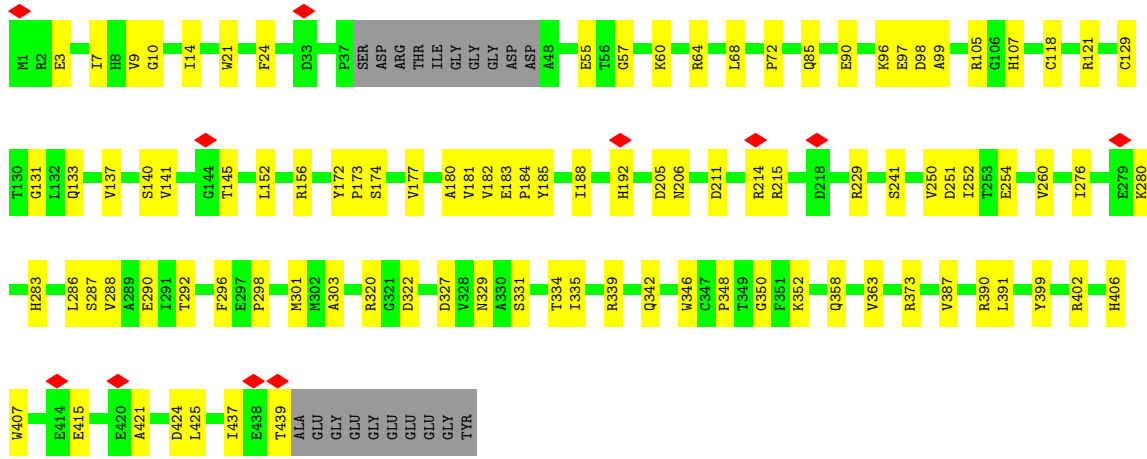 M1 R2 E3 I7 H8 V9 G10 I14 W21 F24 D33 P37 SER ASP ARG THR ILE GLY GLY GLY ASP ASP A48 E55 T56 G57 K60 R64 L68 P72 Q85 E90 K96 E97 D98 A99 R105 G106 H107 C118 R121 C129
T130 G131 L132 Q133 V137 S140 V141 G144 T145 L152 R156 Y172 P173 S174 V177 A180 V181 V182 E183 P184 Y185 I188 H192 D205 N206 D211 R214 R215 D218 R229 S241 V250 D251 I252 T253 E254 V260 I276 E279 K280
H283 L286 S287 V288 A289 E290 I291 T292 F296 E297 P298 M301 M302 A303 R320 G321 D322 D327 V328 N329 A330 S331 T334 I335 R339 Q342 W346 C347 P348 T349 G350 F351 K352 Q358 V363 R373 V387 R390 L391 Y399 R402 H406
W407 E414 E415 E420 A421 D424 L425 I437 E438 T439 ALA GLU GLY GLU GLY GLU GLU GLU GLY TYR